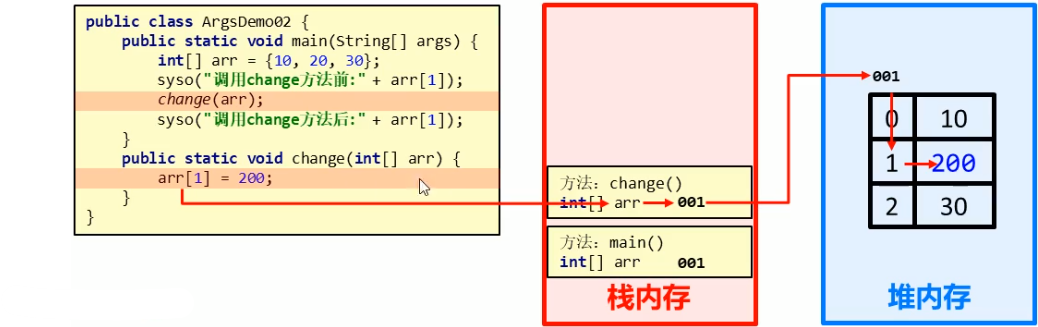 public class ArgsDemo02 {
public static void main(String[] args) {
int[] arr = {10, 20, 30};
syso("调用change方法前:" + arr[1]);
change(arr);
syso("调用change方法后:" + arr[1]);
}
public static void change(int[] arr) {
arr[1] = 200;
}
}
方法: change()
int[] arr 001
方法: main()
int[] arr 001
栈内存
001
0 10
1 200
2 30
堆内存